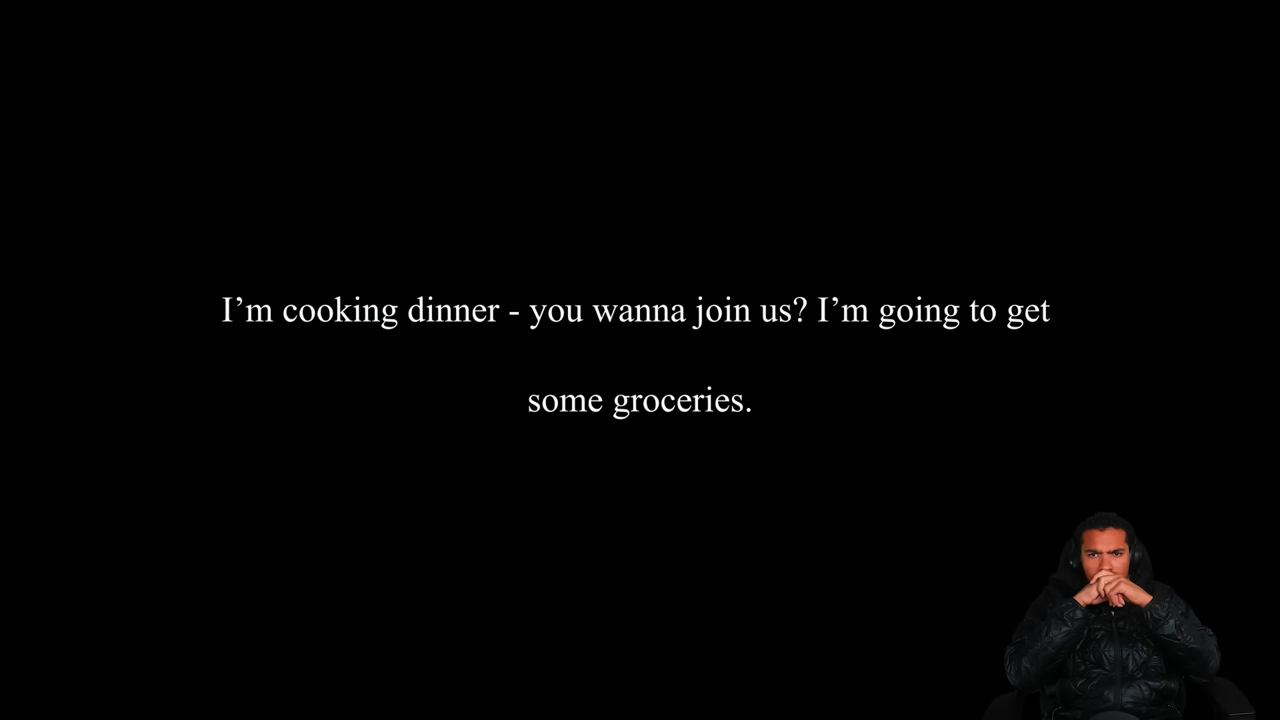 I’m cooking dinner - you wanna join us? I’m going to get
some groceries.